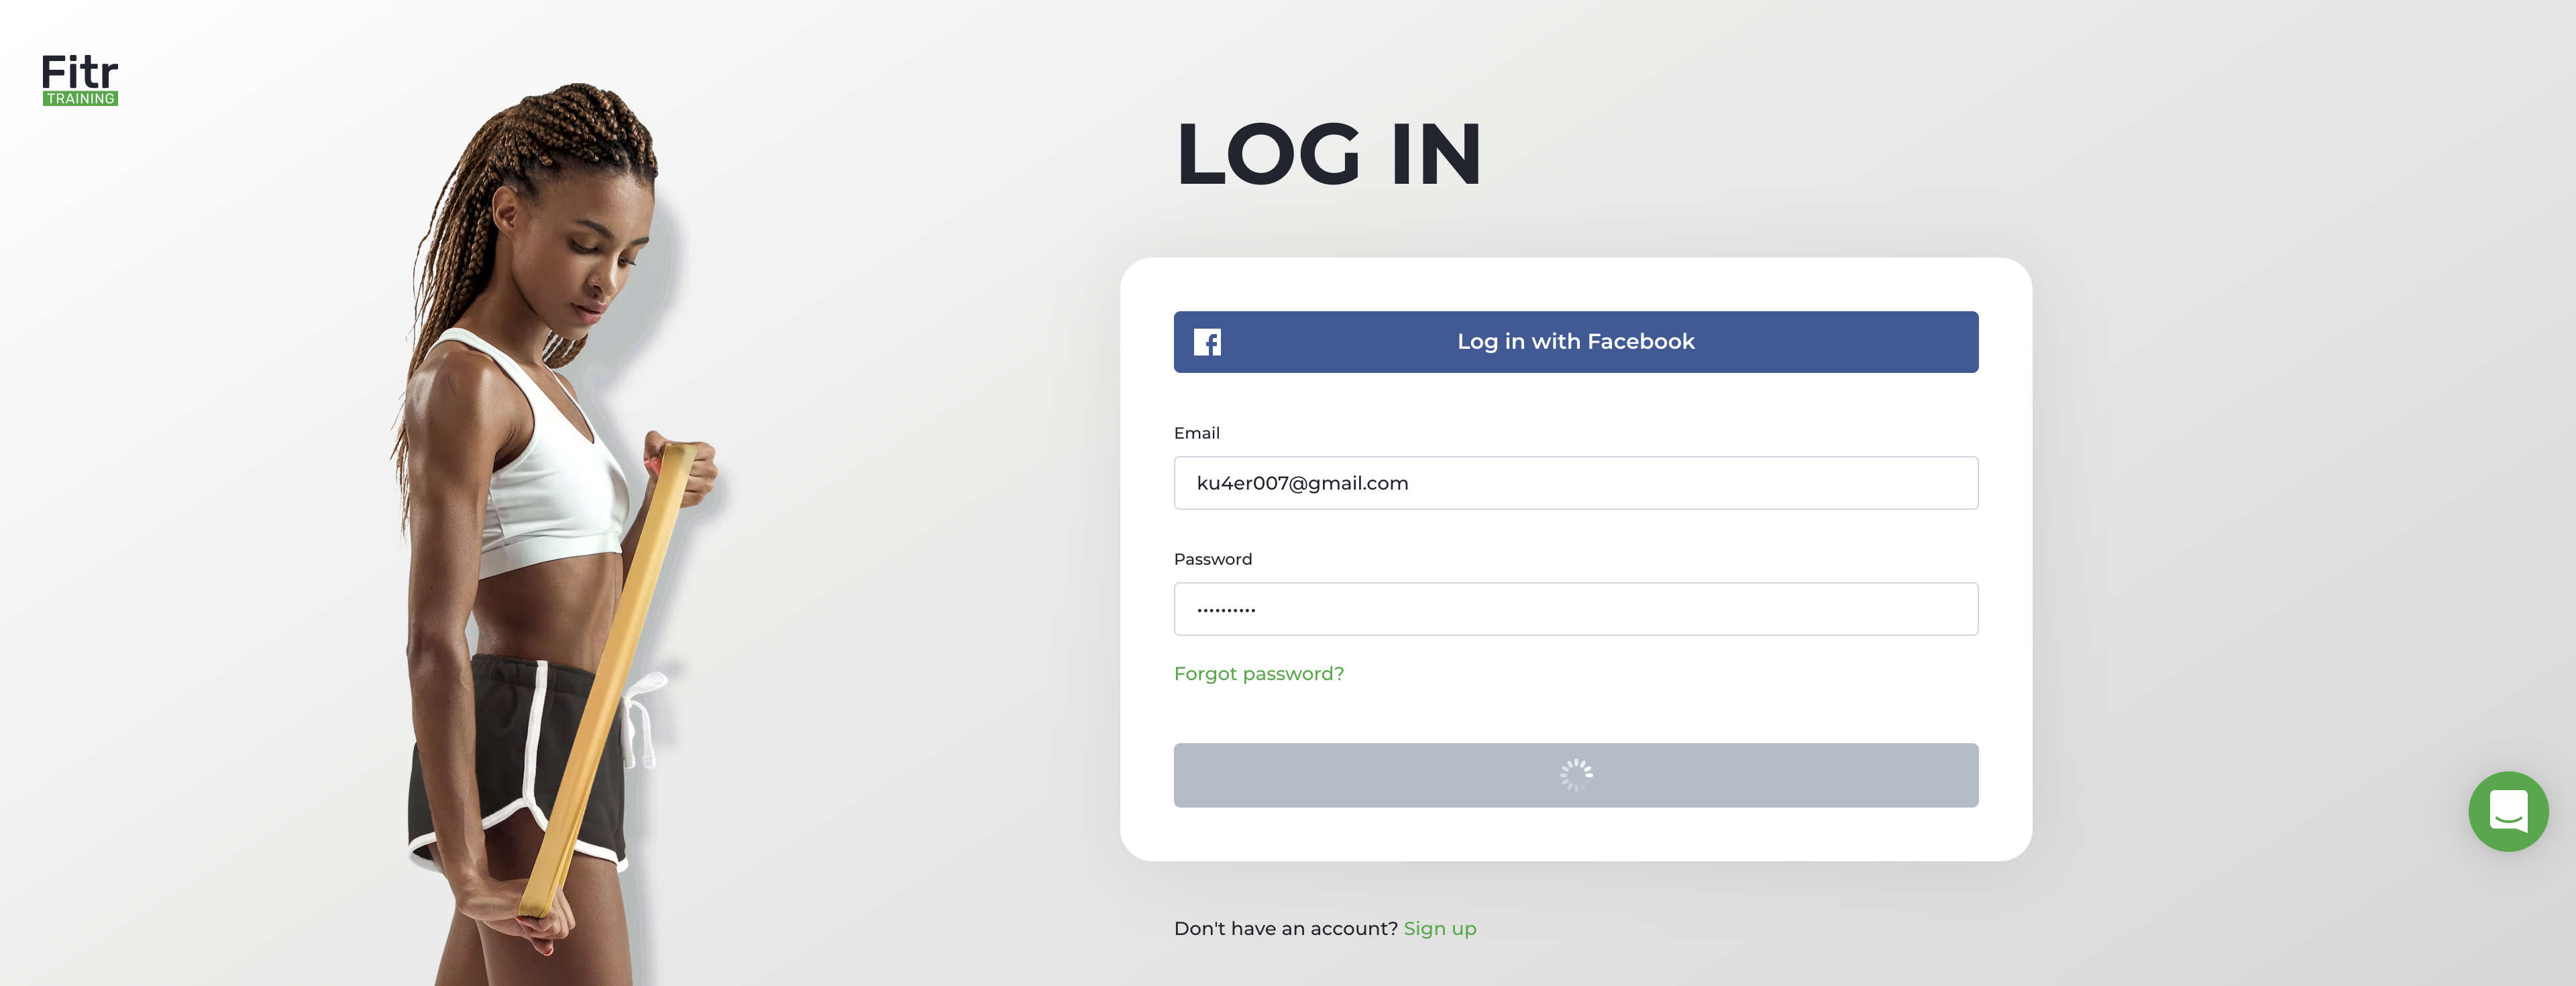 Fitr
TRAINING
LOG IN
Log in with Facebook
Email
ku4er007@gmail.com
Password
••••••••••
Forgot password?
Don't have an account? Sign up